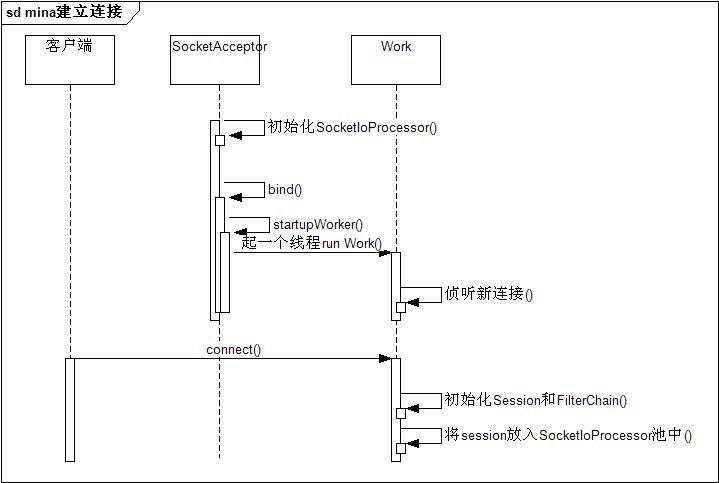 sd mina建立连接
客户端
SocketAcceptor
Work
初始化SocketIoProcessor()
bind()
startupWorker()
起一个线程run Work()
侦听新连接()
connect()
初始化Session和FilterChain()
将session放入SocketIoProcessor池中()